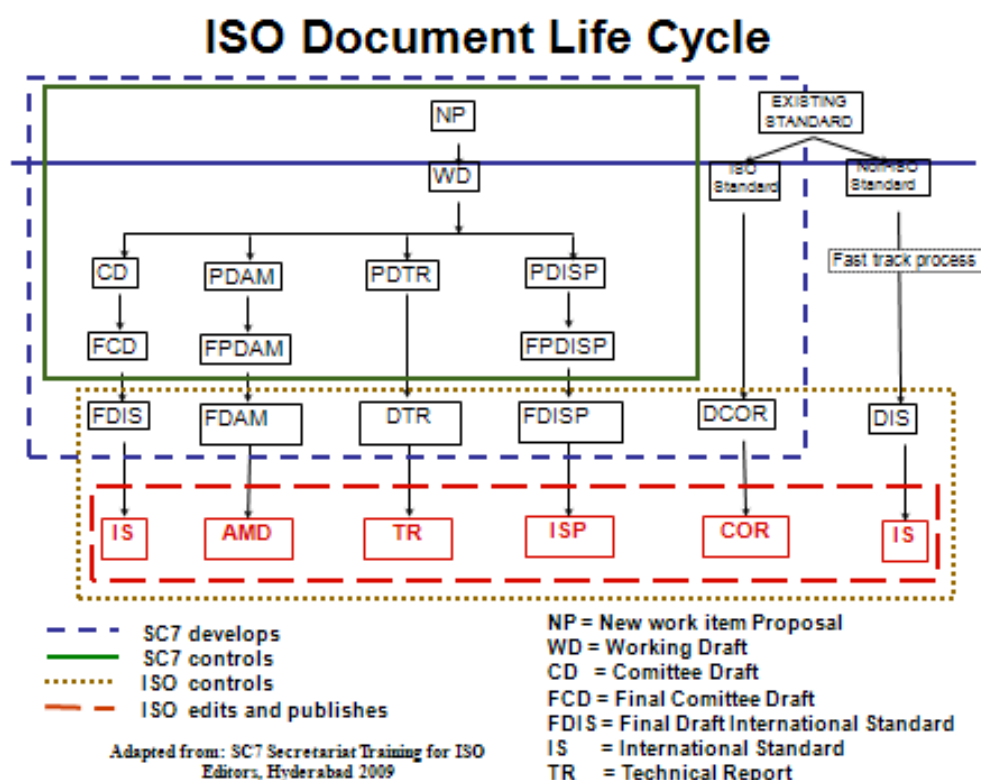 ISO Document Life Cycle
NP
EXISTING
STANDARD
WD
ISO
Standard
Non-ISO
Standard
CD
PDAM
PDTR
PDISP
Fast track process
FCD
FPDAM
FPDISP
FDIS
FDAM
DTR
FDISP
DCOR
DIS
IS
AMD
TR
ISP
COR
IS
SC7 develops
SC7 controls
ISO controls
ISO edits and publishes
Adapted from: SC7 Secretariat Training for ISO
Editors, Hyderabad 2009
NP = New work item Proposal
WD = Working Draft
CD = Comittee Draft
FCD = Final Comittee Draft
FDIS = Final Draft International Standard
IS = International Standard
TR = Technical Report